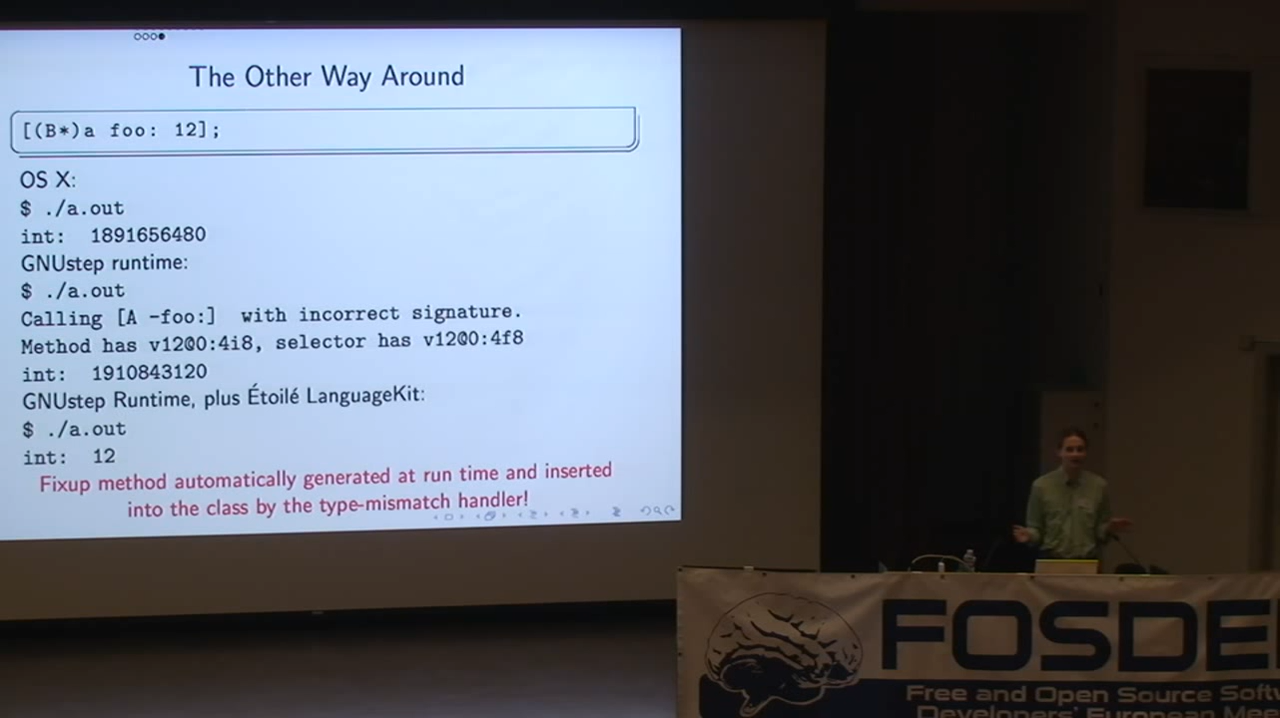 The Other Way Around
[(B*)a foo: 12];
OS X:
$ ./a.out
int: 1891656480
GNUstep runtime:
$ ./a.out
Calling [A -foo:] with incorrect signature.
Method has v12@0:4i8, selector has v12@0:4f8
int: 1910843120
GNUstep Runtime, plus Étoilé LanguageKit:
$ ./a.out
int: 12
Fixup method automatically generated at run time and inserted
into the class by the type-mismatch handler!
FOSDE
Free and Open Source Softw
Developers' European Mee